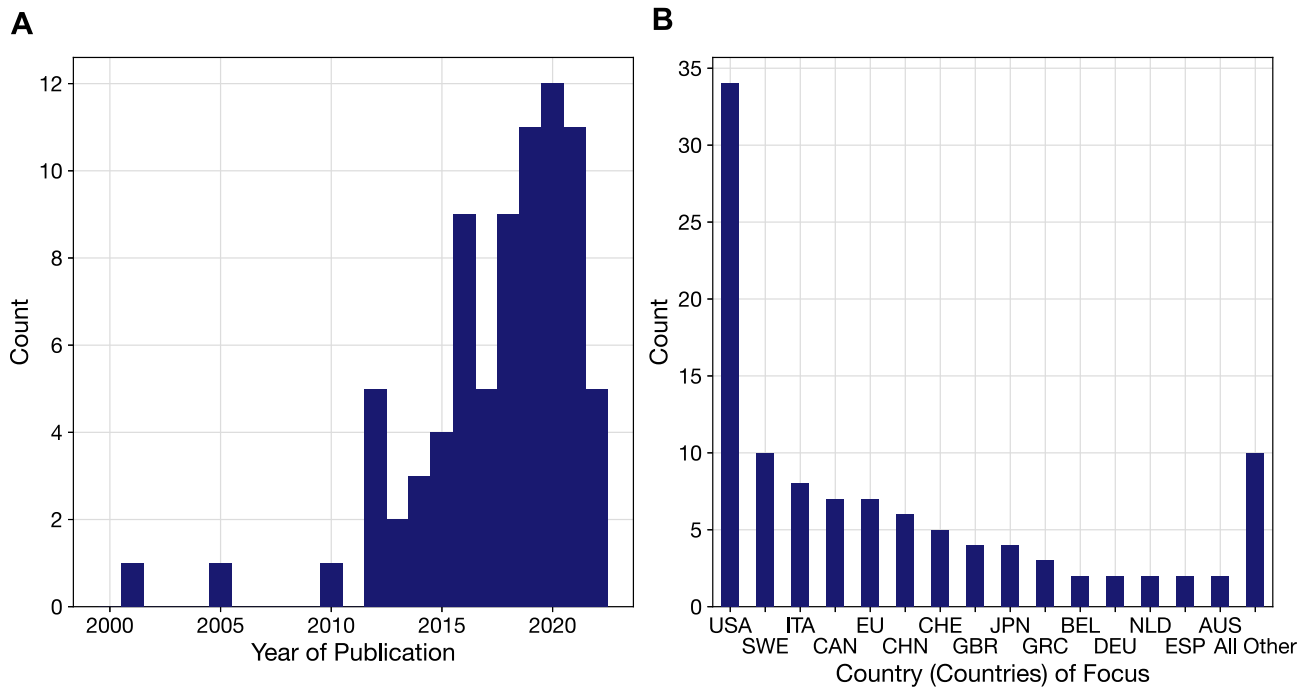 A
12
10
8
6
4
2
0
Count
2000 2005 2010 2015 2020
Year of Publication
B
35
30
25
20
15
10
5
0
Count
USA ITA EU CHE JPN BEL NLD AUS
SWE CAN CHN GBR GRC DEU ESP All Other
Country (Countries) of Focus